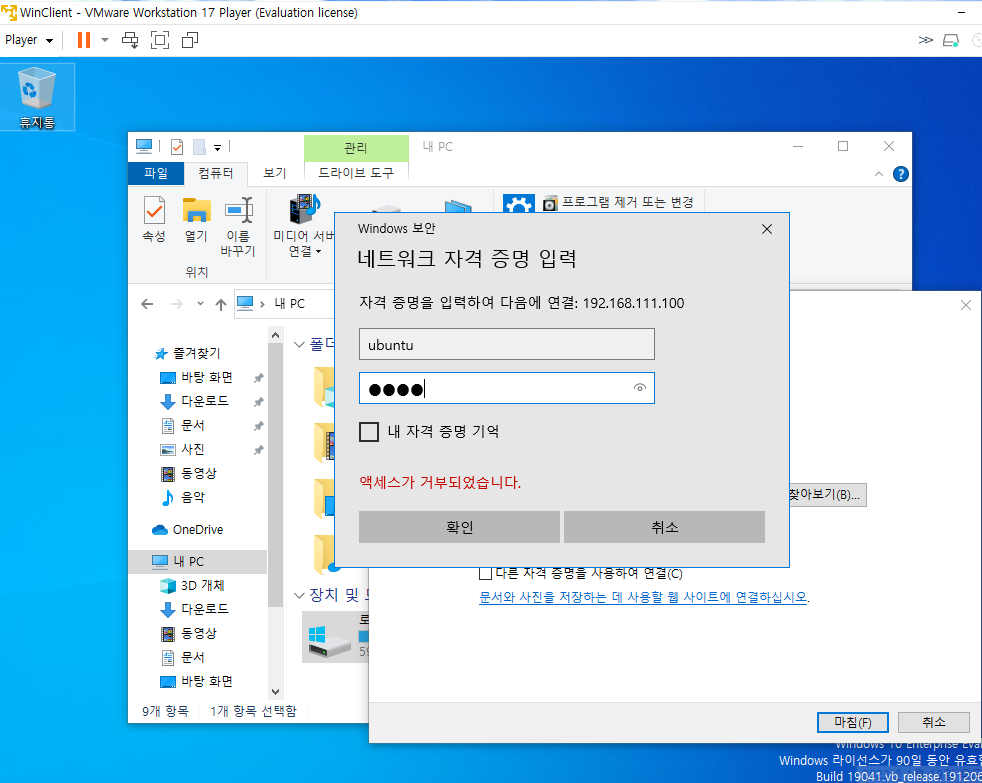 WinClient - VMware Workstation 17 Player (Evaluation license)
Player
휴지통
관리
내 PC
파일
컴퓨터
보기
드라이브 도구
속성
열기
이름
바꾸기
미디어 서버
연결
프로그램 제거 또는 변경
위치
내 PC
즐겨찾기
바탕 화면
다운로드
문서
사진
동영상
음악
OneDrive
내 PC
3D 개체
다운로드
동영상
문서
바탕 화면
장치 및
9개 항목
1개 항목 선택함
Windows 보안
네트워크 자격 증명 입력
자격 증명을 입력하여 다음에 연결: 192.168.111.100
ubuntu
●●●●
내 자격 증명 기억
액세스가 거부되었습니다.
확인
취소
찾아보기(B)...
다른 자격 증명을 사용하여 연결(C)
문서와 사진을 저장하는 데 사용할 웹 사이트에 연결하십시오.
마침(F)
취소
Windows 10 Enterprise
Windows 라이선스가 90일 동안
Build 19041.vb_release.191206